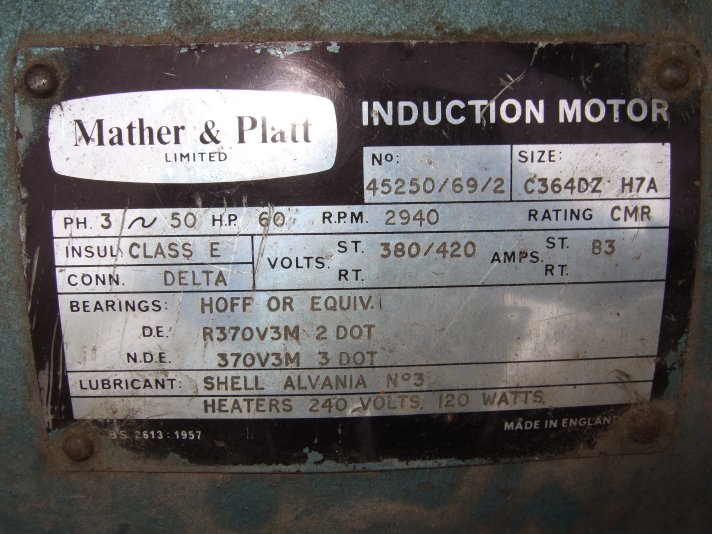 Mather & Platt
LIMITED
INDUCTION MOTOR
No: 45250/69/2
SIZE: C364DZ H7A
PH. 3 ~ 50 H.P. 60 R.P.M. 2940 RATING CMR
INSUL. CLASS E
CONN. DELTA
VOLTS. ST. 380/420 AMPS. ST. 83
RT. RT.
BEARINGS: HOFF OR EQUIV.
D.E. R370V3M 2 DOT
N.D.E. 370V3M 3 DOT
LUBRICANT: SHELL ALVANIA No3
HEATERS 240 VOLTS, 120 WATTS.
BS 2613:1957
MADE IN ENGLAND